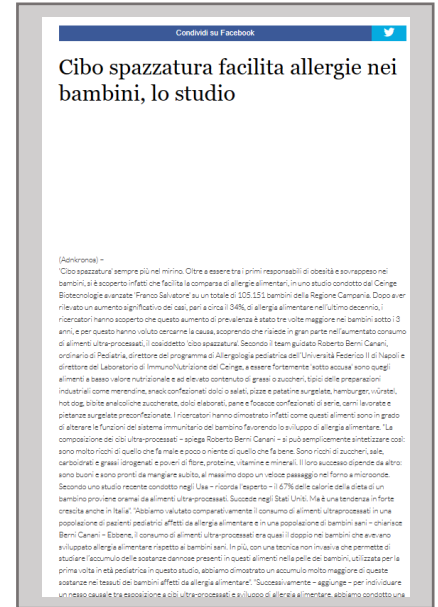 Condividi su Facebook
Cibo spazzatura facilita allergie nei
bambini, lo studio
(Adnkronos) –
'Cibo spazzatura' sempre più nel mirino. Oltre a essere tra i primi responsabili di obesità e sovrappeso nei
bambini, si è scoperto infatti che facilita la comparsa di allergie alimentari, in uno studio condotto dal Ceinge
Biotecnologie avanzate 'Franco Salvatore' su un totale di 105.151 bambini della Regione Campania. Dopo aver
rilevato un aumento significativo dei casi, pari a circa il 34%, di allergia alimentare nell'ultimo decennio, i
ricercatori hanno scoperto che questo aumento di prevalenza è stato tre volte maggiore nei bambini sotto i 3
anni, e per questo hanno voluto cercarne la causa, scoprendo che risiede in gran parte nell'aumentato consumo
di alimenti ultra-processati, il cosiddetto 'cibo spazzatura'. Secondo il team guidato Roberto Berni Canani,
ordinario di Pediatria, direttore del programma di Allergologia pediatrica dell'Università Federico II di Napoli e
direttore del Laboratorio di ImmunoNutrizione del Ceinge, a essere fortemente 'sotto accusa' sono quegli
alimenti a basso valore nutrizionale e ad elevato contenuto di grassi o zuccheri, tipici delle preparazioni
industriali come merendine, snack confezionati dolci o salati, pizze e patatine surgelate, hamburger, würstel,
hot dog, bibite analcoliche zuccherate, dolci elaborati, pane e focacce confezionati di serie, carni lavorate e
pietanze surgelate preconfezionate. I ricercatori hanno dimostrato infatti come questi alimenti sono in grado
di alterare le funzioni del sistema immunitario del bambino favorendo lo sviluppo di allergia alimentare. "La
composizione dei cibi ultra-processati – spiega Roberto Berni Canani – si può semplicemente sintetizzare così:
sono molto ricchi di quello che fa male e poco o niente di quello che fa bene. Sono ricchi di zuccheri, sale,
carboidrati e grassi idrogenati e poveri di fibre, proteine, vitamine e minerali. Il loro successo dipende da altro:
sono buoni e sono pronti da mangiare subito, al massimo dopo un veloce passaggio nel forno a microonde.
Secondo uno studio recente condotto negli Usa – ricorda l'esperto – il 67% delle calorie della dieta di un
bambino proviene oramai da alimenti ultra-processati. Succede negli Stati Uniti. Ma è una tendenza in forte
crescita anche in Italia". "Abbiamo valutato comparativamente il consumo di alimenti ultraprocessati in una
popolazione di pazienti pediatrici affetti da allergia alimentare e in una popolazione di bambini sani – chiarisce
Berni Canani – Ebbene, il consumo di alimenti ultra-processati era quasi il doppio nei bambini che avevano
sviluppato allergia alimentare rispetto ai bambini sani. In più, con una tecnica non invasiva che permette di
studiare l'accumulo delle sostanze dannose presenti in questi alimenti nella pelle dei bambini, utilizzata per la
prima volta in età pediatrica in questo studio, abbiamo dimostrato un accumulo molto maggiore di queste
sostanze nei tessuti dei bambini affetti da allergia alimentare". "Successivamente – aggiunge – per individuare
un nesso causale tra esposizione a cibi ultra-processati e sviluppo di allergia alimentare, abbiamo condotto una